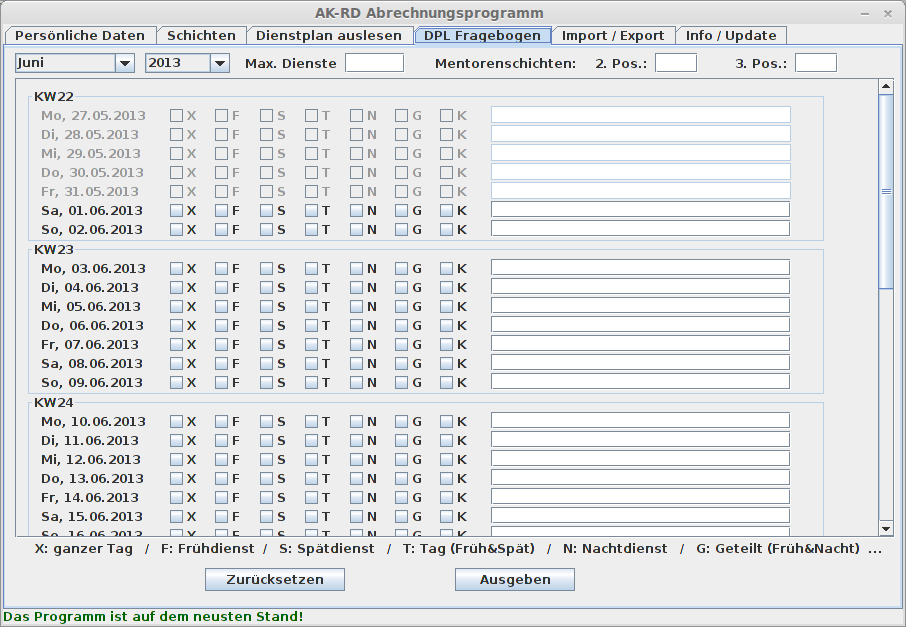 AK-RD Abrechnungsprogramm
Persönliche Daten Schichten Dienstplan auslesen DPL Fragebogen Import / Export Info / Update
Juni 2013 Max. Dienste Mentorenschichten: 2. Pos.: 3. Pos.:
KW22
Mo, 27.05.2013 X F S T N G K
Di, 28.05.2013 X F S T N G K
Mi, 29.05.2013 X F S T N G K
Do, 30.05.2013 X F S T N G K
Fr, 31.05.2013 X F S T N G K
Sa, 01.06.2013 X F S T N G K
So, 02.06.2013 X F S T N G K
KW23
Mo, 03.06.2013 X F S T N G K
Di, 04.06.2013 X F S T N G K
Mi, 05.06.2013 X F S T N G K
Do, 06.06.2013 X F S T N G K
Fr, 07.06.2013 X F S T N G K
Sa, 08.06.2013 X F S T N G K
So, 09.06.2013 X F S T N G K
KW24
Mo, 10.06.2013 X F S T N G K
Di, 11.06.2013 X F S T N G K
Mi, 12.06.2013 X F S T N G K
Do, 13.06.2013 X F S T N G K
Fr, 14.06.2013 X F S T N G K
Sa, 15.06.2013 X F S T N G K
So, 16.06.2013 X F S T N G K
X: ganzer Tag / F: Frühdienst / S: Spätdienst / T: Tag (Früh&Spät) / N: Nachtdienst / G: Geteilt (Früh&Nacht) ...
Zurücksetzen Ausgeben
Das Programm ist auf dem neusten Stand!